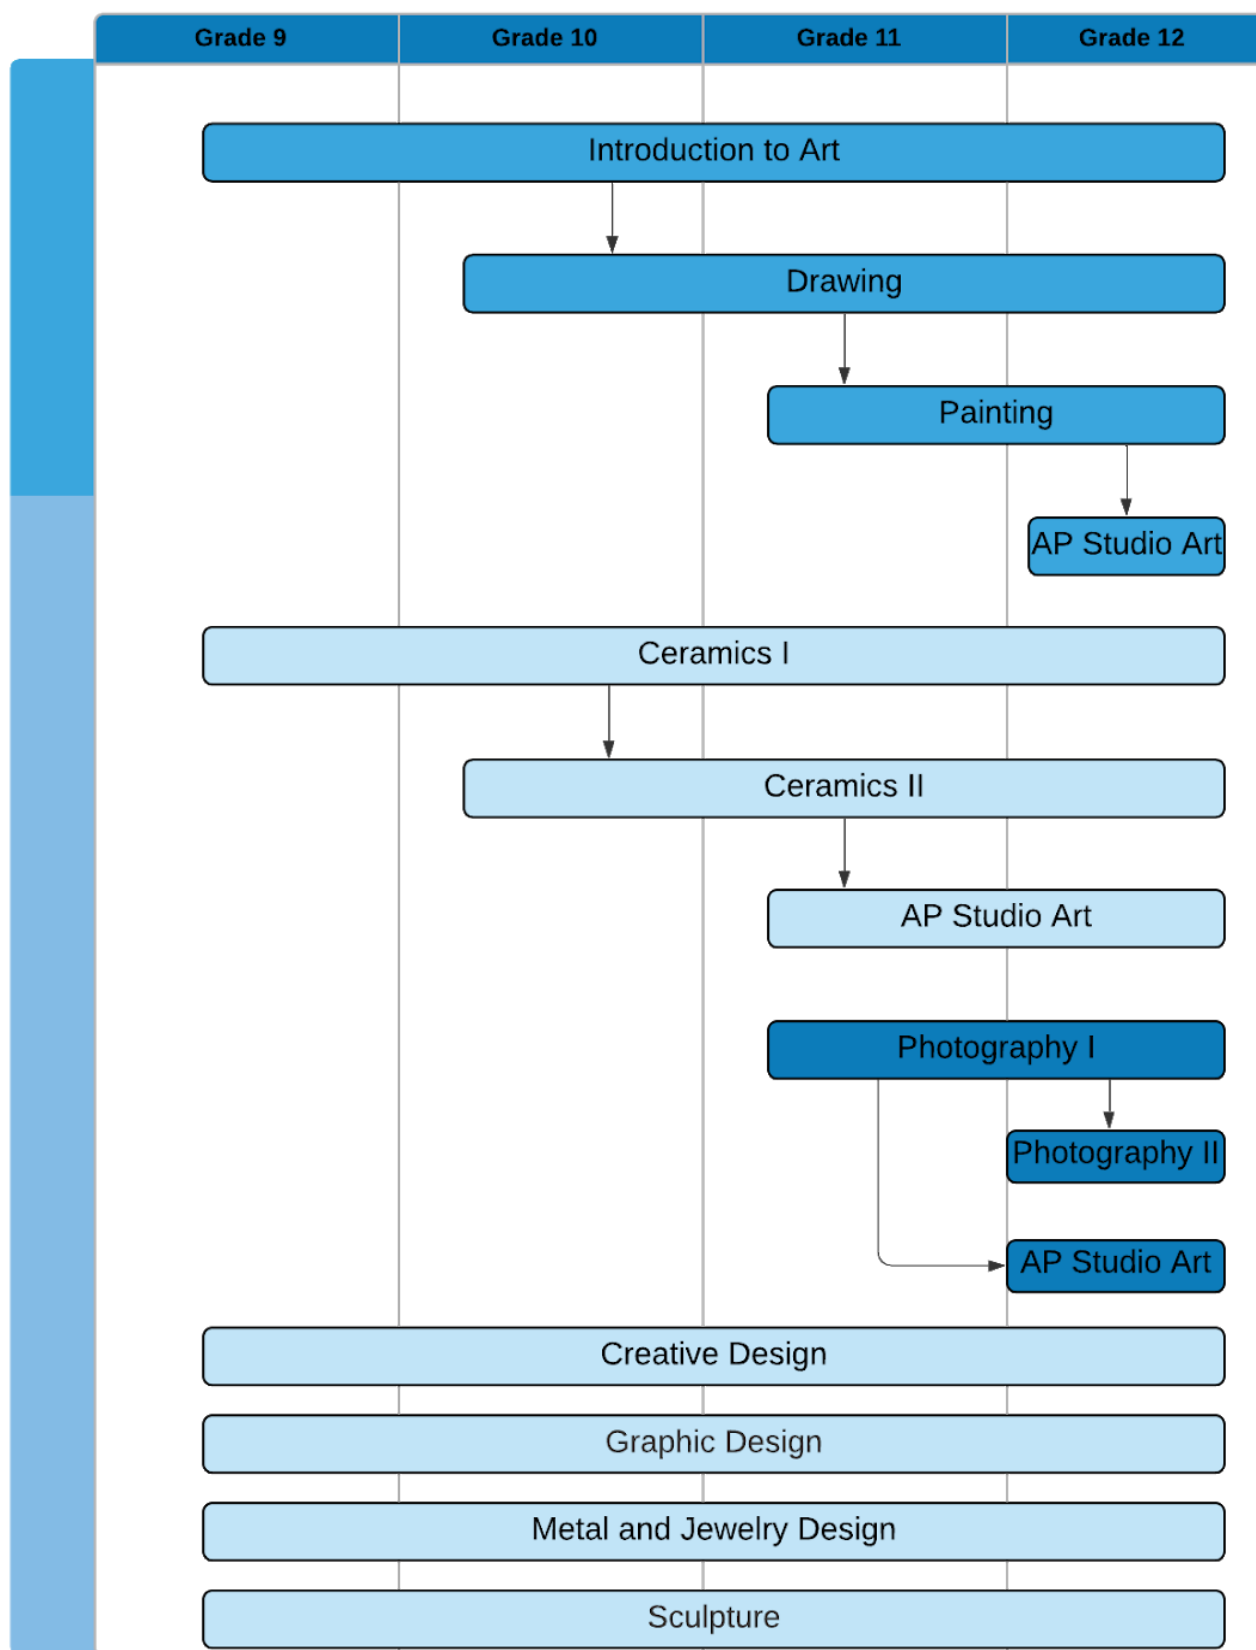 Grade 9
Grade 10
Grade 11
Grade 12
Introduction to Art
Drawing
Painting
AP Studio Art
Ceramics I
Ceramics II
AP Studio Art
Photography I
Photography II
AP Studio Art
Creative Design
Graphic Design
Metal and Jewelry Design
Sculpture